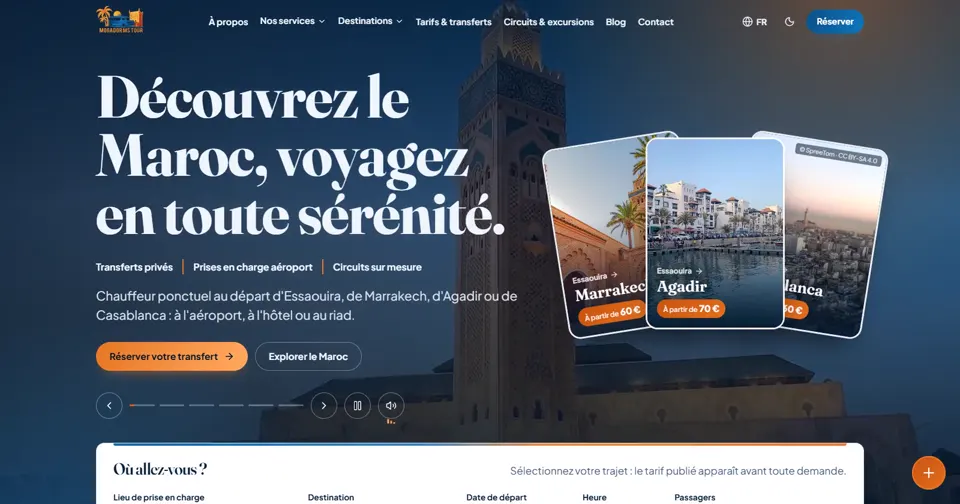 MOGADORIENS TOUR
À propos
Nos services
Destinations
Tarifs & transferts
Circuits & excursions
Blog
Contact
FR
Réserver
Découvrez le
Maroc, voyagez
en toute sérénité.
Transferts privés
Prises en charge aéroport
Circuits sur mesure
Chauffeur ponctuel au départ d'Essaouira, de Marrakech, d'Agadir ou de
Casablanca : à l'aéroport, à l'hôtel ou au riad.
Réserver votre transfert →
Explorer le Maroc
Essaouira →
Marrakec
À partir de 60 €
Essaouira →
Agadir
À partir de 70 €
© SpreeTom · CC BY-SA 4.0
lanca
50 €
Où allez-vous ?
Sélectionnez votre trajet : le tarif publié apparaît avant toute demande.
Lieu de prise en charge
Destination
Date de départ
Heure
Passagers